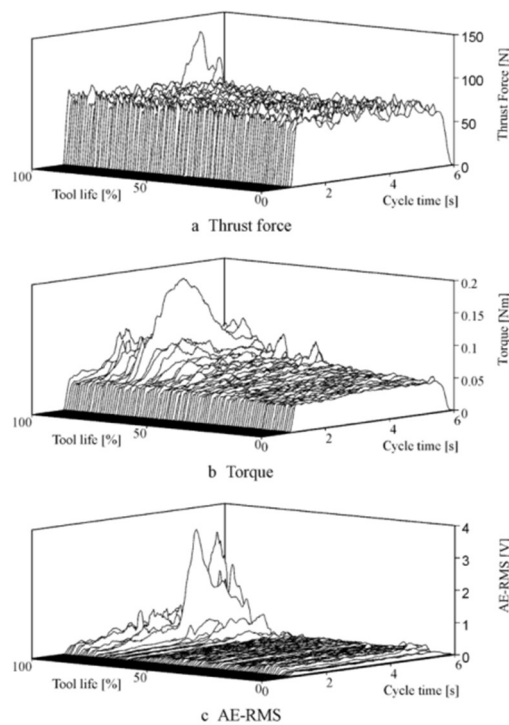 150
100
50
0
Thrust Force [N]
100
50
0
0
2
4
6
Tool life [%]
Cycle time [s]
a Thrust force
0.2
0.15
0.1
0.05
0
Torque [Nm]
100
50
0
0
2
4
6
Tool life [%]
Cycle time [s]
b Torque
4
3
2
1
0
AE-RMS [V]
100
50
0
0
2
4
6
Tool life [%]
Cycle time [s]
c AE-RMS